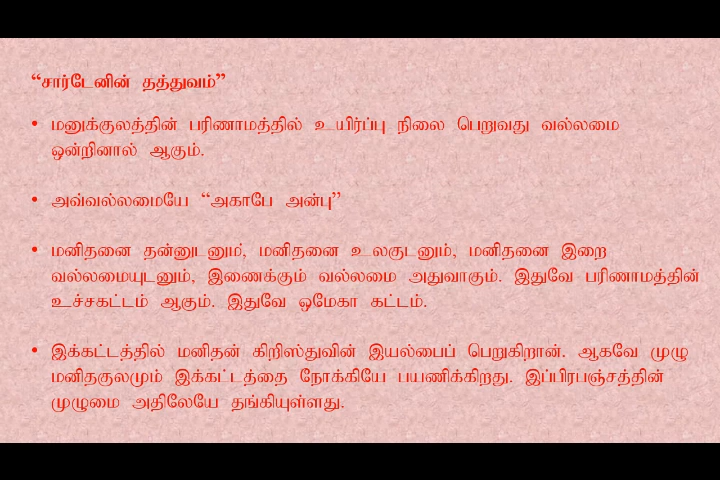 “சார்டேனின் தத்துவம்”
• மனுக்குலத்தின் பரிணாமத்தில் உயிர்ப்பு நிலை பெறுவது வல்லமை
ஒன்றினால் ஆகும்.
• அவ்வல்லமையே “அகாபே அன்பு”
• மனிதனை தன்னுடனும், மனிதனை உலகுடனும், மனிதனை இறை
வல்லமையுடனும், இணைக்கும் வல்லமை அதுவாகும். இதுவே பரிணாமத்தின்
உச்சகட்டம் ஆகும். இதுவே ஒமேகா கட்டம்.
• இக்கட்டத்தில் மனிதன் கிறிஸ்துவின் இயல்பைப் பெறுகிறான். ஆகவே முழு
மனிதகுலமும் இக்கட்டத்தை நோக்கியே பயணிக்கிறது. இப்பிரபஞ்சத்தின்
முழுமை அதிலேயே தங்கியுள்ளது.